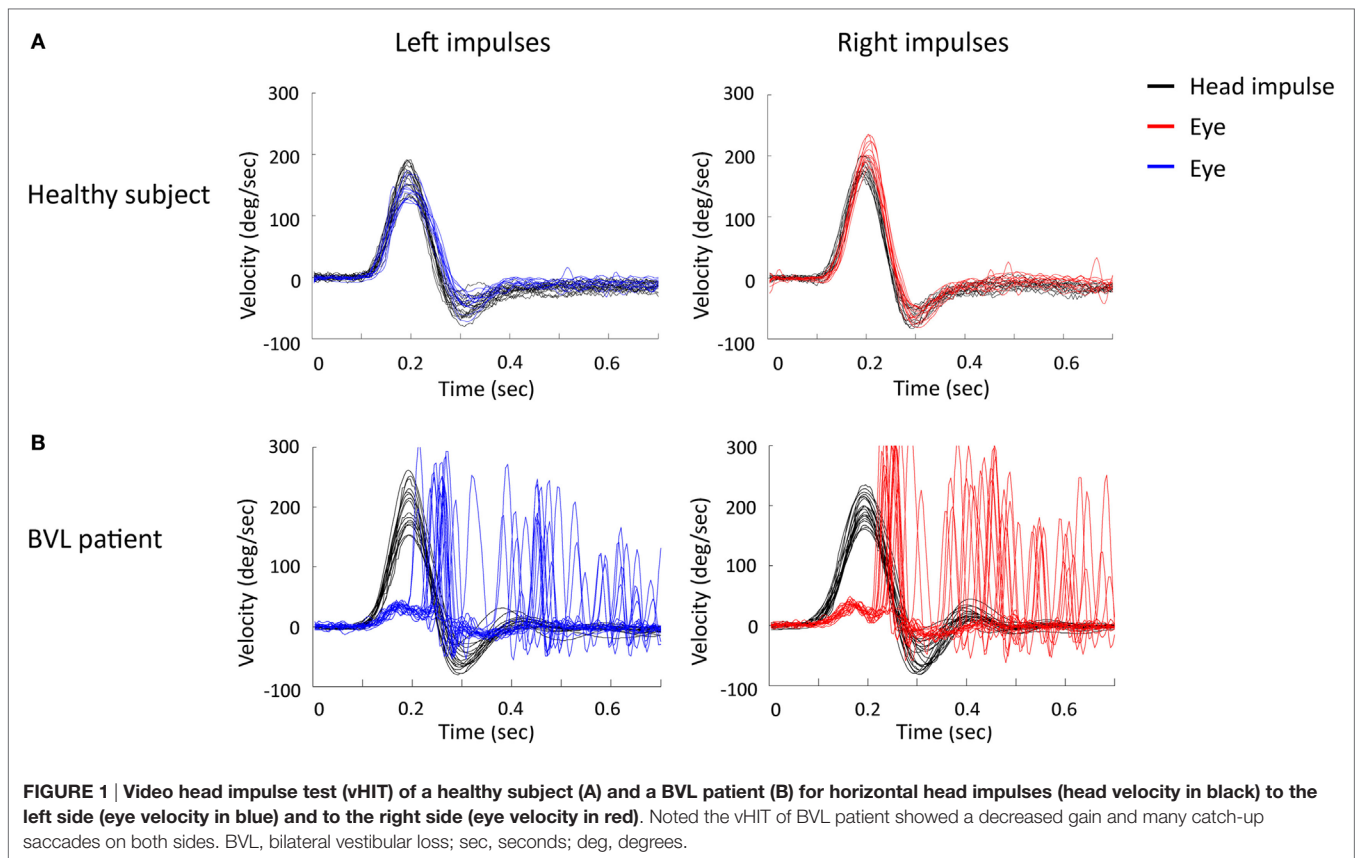 A
Left impulses
Right impulses
Head impulse
Eye
Eye
Healthy subject
Velocity (deg/sec)
300
200
100
0
-100
0
0.2
0.4
0.6
Time (sec)
Velocity (deg/sec)
300
200
100
0
-100
0
0.2
0.4
0.6
Time (sec)
B
BVL patient
Velocity (deg/sec)
300
200
100
0
-100
0
0.2
0.4
0.6
Time (sec)
Velocity (deg/sec)
300
200
100
0
-100
0
0.2
0.4
0.6
Time (sec)
FIGURE 1 | Video head impulse test (vHIT) of a healthy subject (A) and a BVL patient (B) for horizontal head impulses (head velocity in black) to the
left side (eye velocity in blue) and to the right side (eye velocity in red). Noted the vHIT of BVL patient showed a decreased gain and many catch-up
saccades on both sides. BVL, bilateral vestibular loss; sec, seconds; deg, degrees.